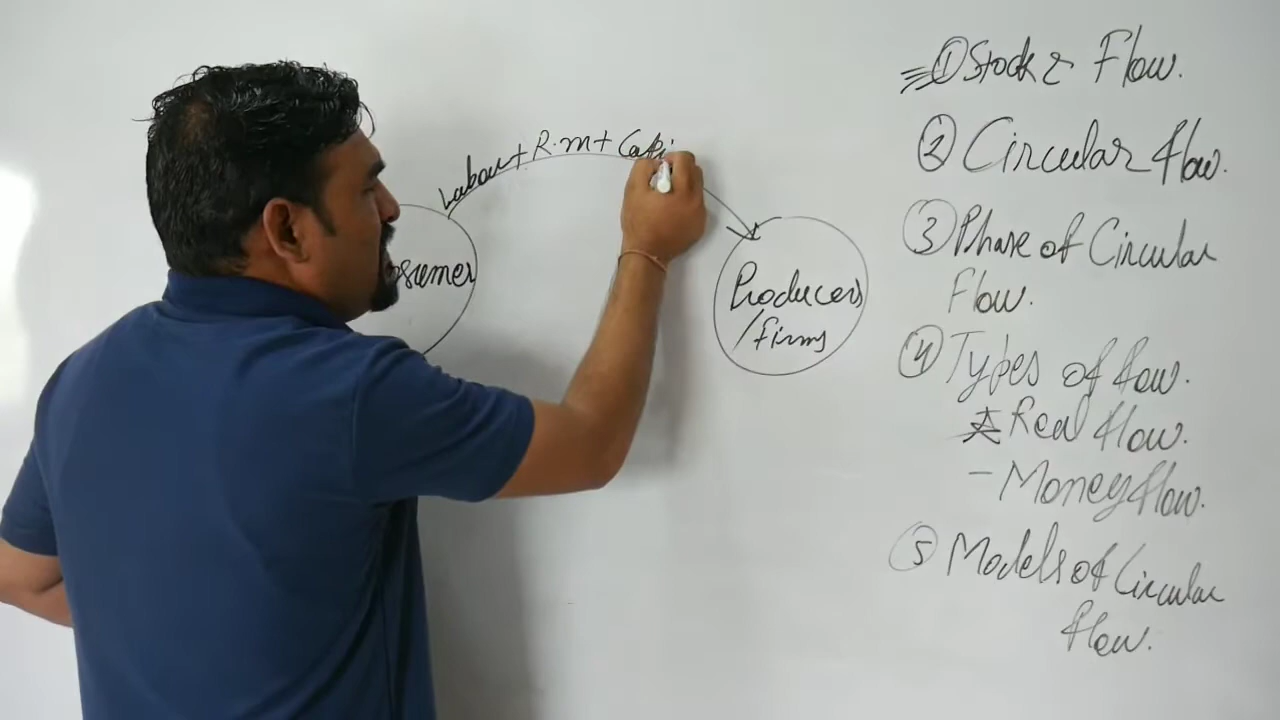 Labour + R.m + Capi
sumer
Producers
/firms
① Stock & Flow.
② Circular flow.
③ Phase of Circular
Flow.
④ Types of flow.
Real flow.
- Money flow.
⑤ Models of Circular
flow.